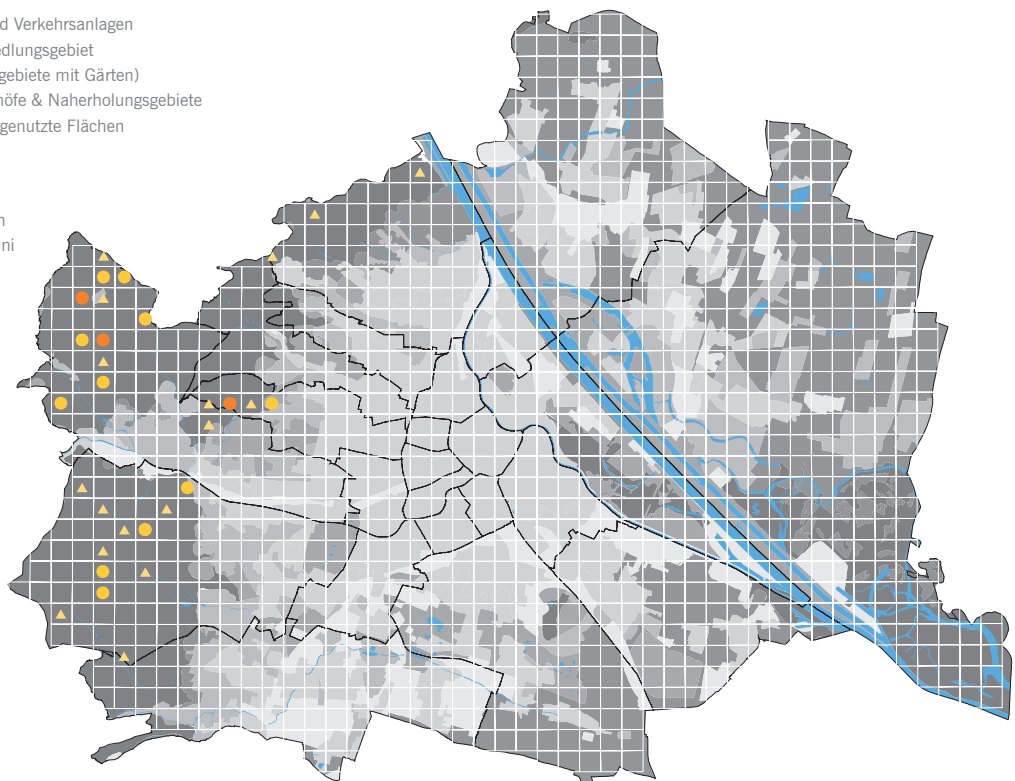 d Verkehrsanlagen
edlungsgebiet
gebiete mit Gärten)
höfe & Naherholungsgebiete
genutzte Flächen
n
ni